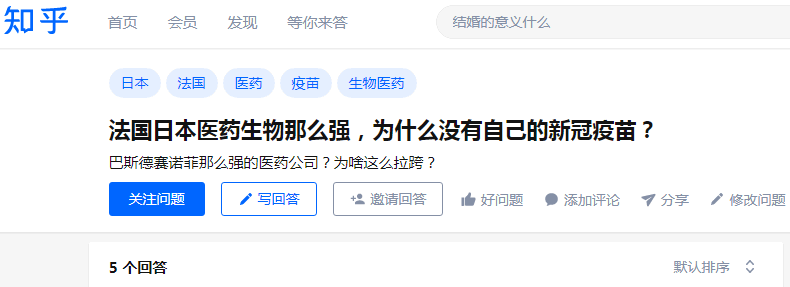 知乎 首页 会员 发现 等你来答 结婚的意义什么
日本 法国 医药 疫苗 生物医药
法国日本医药生物那么强，为什么没有自己的新冠疫苗？
巴斯德赛诺菲那么强的医药公司？为啥这么拉跨？
关注问题 写回答 邀请回答 好问题 添加评论 分享 修改问题
5 个回答 默认排序